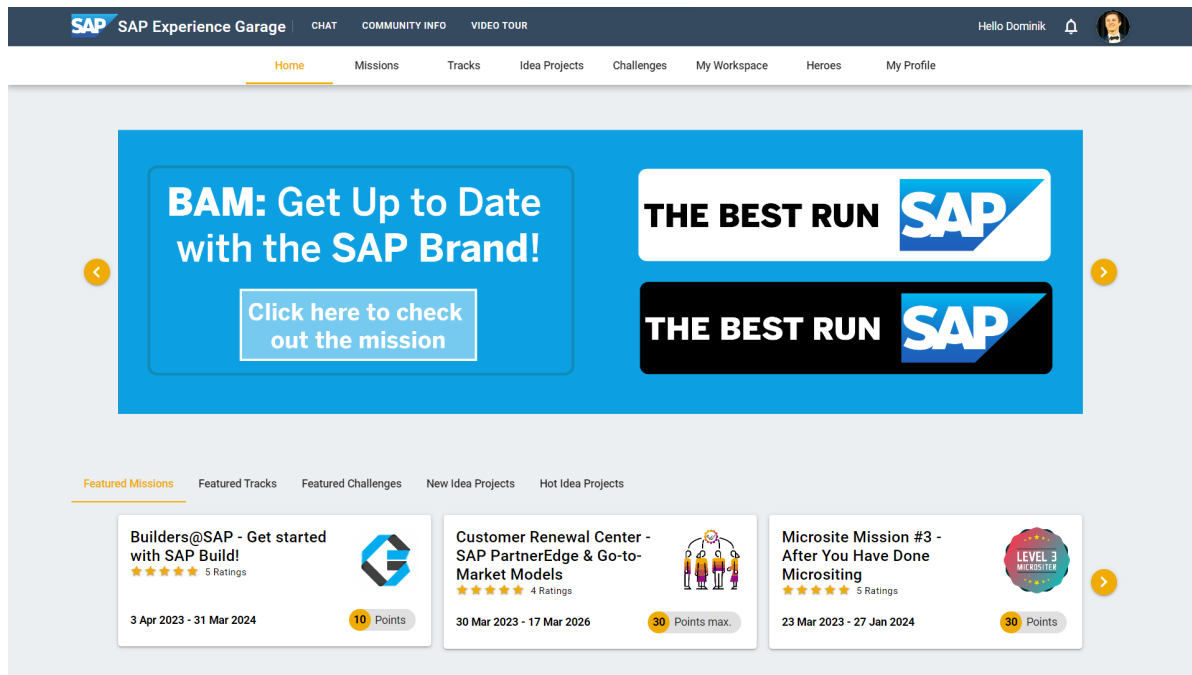 SAP SAP Experience Garage CHAT COMMUNITY INFO VIDEO TOUR Hello Dominik
Home Missions Tracks Idea Projects Challenges My Workspace Heroes My Profile
BAM: Get Up to Date
with the SAP Brand!
Click here to check
out the mission
THE BEST RUN SAP
THE BEST RUN SAP
Featured Missions Featured Tracks Featured Challenges New Idea Projects Hot Idea Projects
Builders@SAP - Get started
with SAP Build!
5 Ratings
3 Apr 2023 - 31 Mar 2024
10 Points
Customer Renewal Center -
SAP PartnerEdge & Go-to-
Market Models
4 Ratings
30 Mar 2023 - 17 Mar 2026
30 Points max.
Microsite Mission #3 -
After You Have Done
Micrositing
5 Ratings
LEVEL 3
MICROSITER
23 Mar 2023 - 27 Jan 2024
30 Points